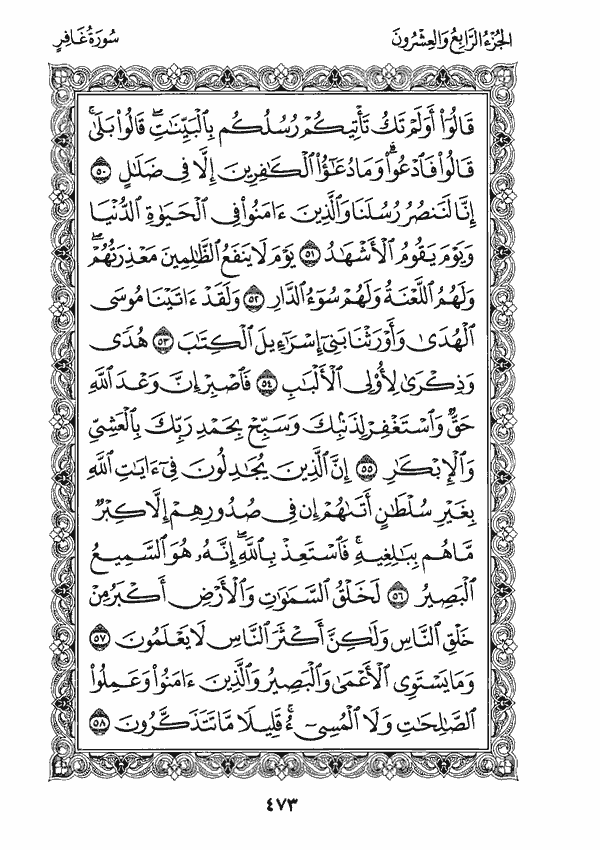 الجُزْءُ الرَّابِعُ وَالعِشْرُونَ
سُورَةُ غَافِرٍ
قَالُوٓا۟ أَوَلَمْ تَكُ تَأْتِيكُمْ رُسُلُكُم بِٱلْبَيِّنَـٰتِ ۖ قَالُوا۟ بَلَىٰ ۚ
قَالُوا۟ فَٱدْعُوا۟ ۗ وَمَا دُعَـٰٓؤُا۟ ٱلْكَـٰفِرِينَ إِلَّا فِى ضَلَـٰلٍ ٥٠
إِنَّا لَنَنصُرُ رُسُلَنَا وَٱلَّذِينَ ءَامَنُوا۟ فِى ٱلْحَيَوٰةِ ٱلدُّنْيَا
وَيَوْمَ يَقُومُ ٱلْأَشْهَـٰدُ ٥١ يَوْمَ لَا يَنفَعُ ٱلظَّـٰلِمِينَ مَعْذِرَتُهُمْ ۖ
وَلَهُمُ ٱللَّعْنَةُ وَلَهُمْ سُوٓءُ ٱلدَّارِ ٥٢ وَلَقَدْ ءَاتَيْنَا مُوسَى
ٱلْهُدَىٰ وَأَوْرَثْنَا بَنِىٓ إِسْرَٰٓءِيلَ ٱلْكِتَـٰبَ ٥٣ هُدًى
وَذِكْرَىٰ لِأُو۟لِى ٱلْأَلْبَـٰبِ ٥٤ فَٱصْبِرْ إِنَّ وَعْدَ ٱللَّهِ
حَقٌّ وَٱسْتَغْفِرْ لِذَنۢبِكَ وَسَبِّحْ بِحَمْدِ رَبِّكَ بِٱلْعَشِىِّ
وَٱلْإِبْكَـٰرِ ٥٥ إِنَّ ٱلَّذِينَ يُجَـٰدِلُونَ فِىٓ ءَايَـٰتِ ٱللَّهِ
بِغَيْرِ سُلْطَـٰنٍ أَتَىٰهُمْ إِن فِى صُدُورِهِمْ إِلَّا كِبْرٌ
مَّا هُم بِبَـٰلِغِيهِ ۚ فَٱسْتَعِذْ بِٱللَّهِ ۖ إِنَّهُۥ هُوَ ٱلسَّمِيعُ
ٱلْبَصِيرُ ٥٦ لَخَلْقُ ٱلسَّمَـٰوَٰتِ وَٱلْأَرْضِ أَكْبَرُ مِنْ
خَلْقِ ٱلنَّاسِ وَلَـٰكِنَّ أَكْثَرَ ٱلنَّاسِ لَا يَعْلَمُونَ ٥٧
وَمَا يَسْتَوِى ٱلْأَعْمَىٰ وَٱلْبَصِيرُ وَٱلَّذِينَ ءَامَنُوا۟ وَعَمِلُوا۟
ٱلصَّـٰلِحَـٰتِ وَلَا ٱلْمُسِىٓءُ ۚ قَلِيلًا مَّا تَتَذَكَّرُونَ ٥٨
٤٧٣